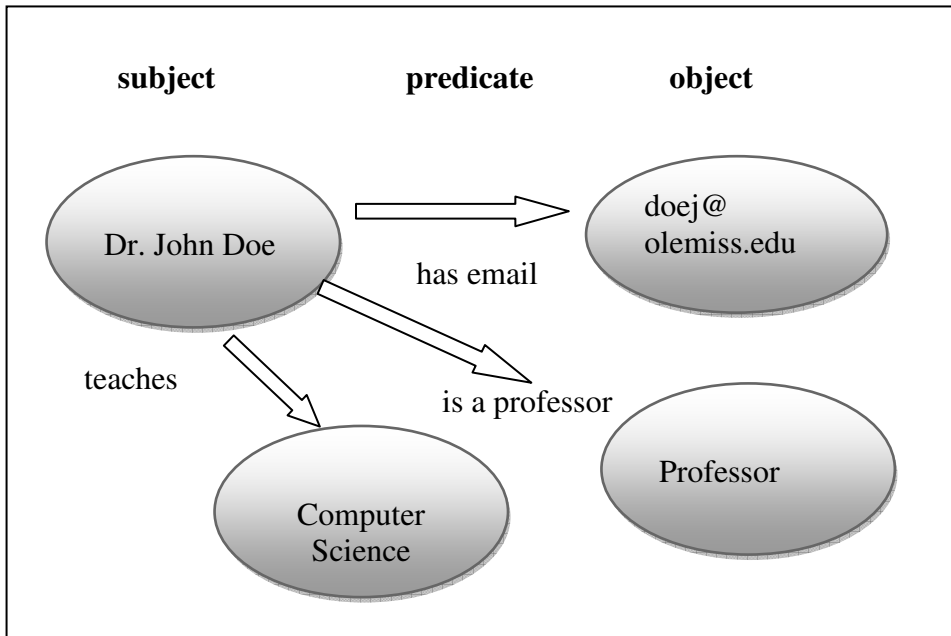 subject predicate object
Dr. John Doe
doej@
olemiss.edu
has email
teaches
is a professor
Professor
Computer
Science